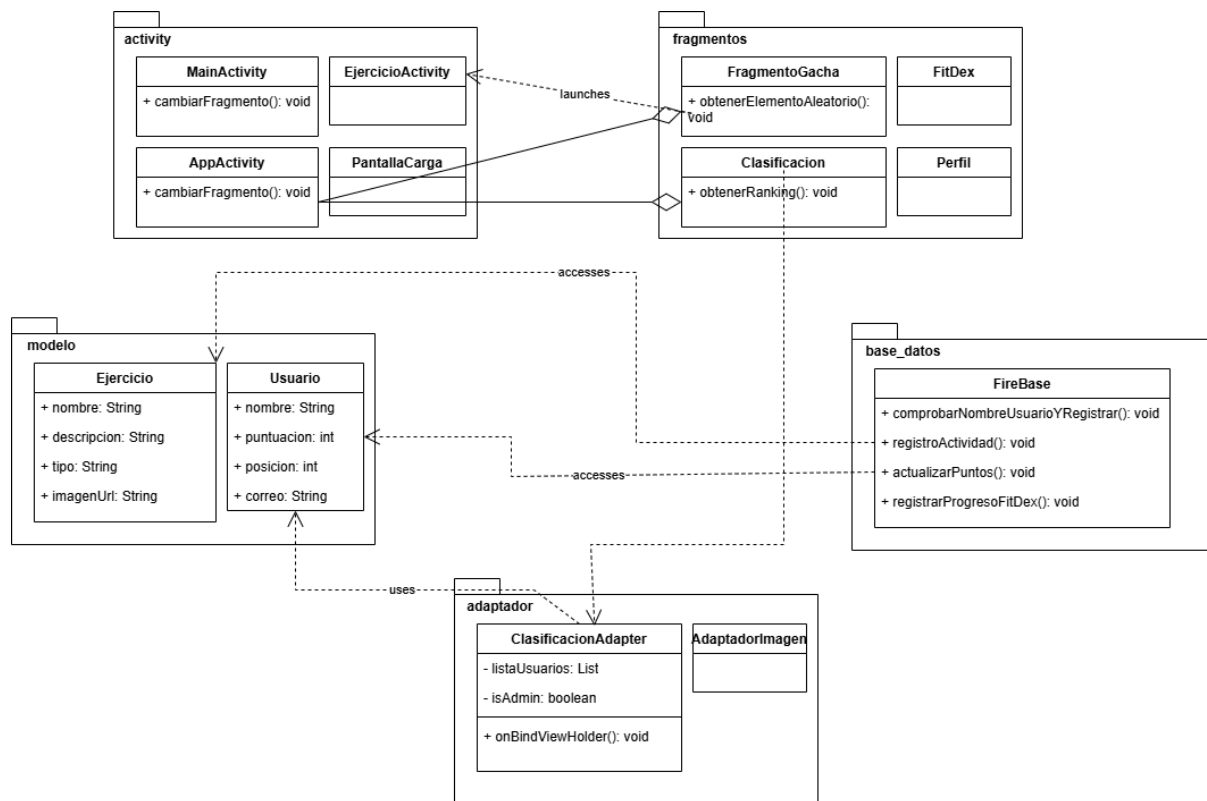 activity
MainActivity
+ cambiarFragmento(): void
EjercicioActivity
AppActivity
+ cambiarFragmento(): void
PantallaCarga
launches
fragmentos
FragmentoGacha
+ obtenerElementoAleatorio():
void
FitDex
Clasificacion
+ obtenerRanking(): void
Perfil
accesses
modelo
Ejercicio
+ nombre: String
+ descripcion: String
+ tipo: String
+ imagenUrl: String
Usuario
+ nombre: String
+ puntuacion: int
+ posicion: int
+ correo: String
accesses
base_datos
FireBase
+ comprobarNombreUsuarioYRegistrar(): void
+ registroActividad(): void
+ actualizarPuntos(): void
+ registrarProgresoFitDex(): void
uses
adaptador
ClasificacionAdapter
- listaUsuarios: List
- isAdmin: boolean
+ onBindViewHolder(): void
AdaptadorImagen